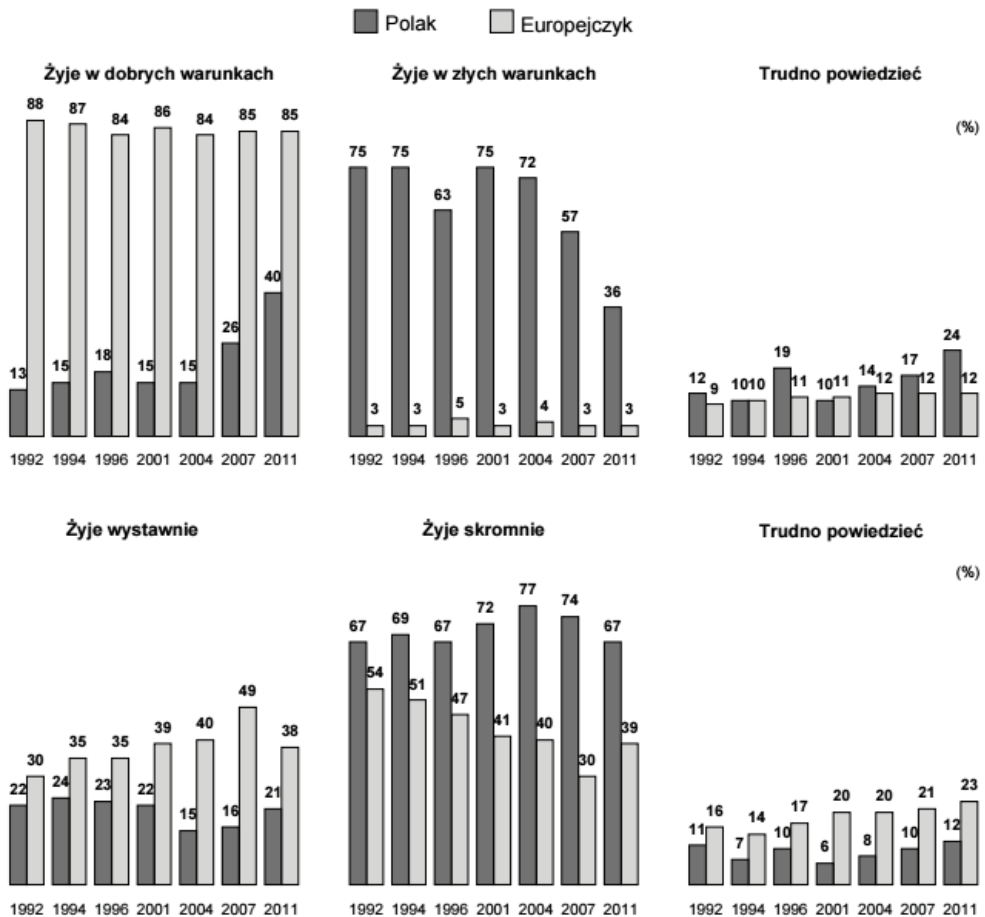 Polak Europejczyk
Żyje w dobrych warunkach
88 87 84 86 84 85 85
13 15 18 15 15 26 40
1992 1994 1996 2001 2004 2007 2011
Żyje w złych warunkach
75 75 63 75 72 57 36
3 3 5 3 4 3 3
1992 1994 1996 2001 2004 2007 2011
Trudno powiedzieć
(%)
12 10 19 10 14 17 24
9 10 11 11 12 12 12
1992 1994 1996 2001 2004 2007 2011
Żyje wystawnie
22 24 23 22 15 16 21
30 35 35 39 40 49 38
1992 1994 1996 2001 2004 2007 2011
Żyje skromnie
67 69 67 72 77 74 67
54 51 47 41 40 30 39
1992 1994 1996 2001 2004 2007 2011
Trudno powiedzieć
(%)
11 7 10 6 8 10 12
16 14 17 20 20 21 23
1992 1994 1996 2001 2004 2007 2011